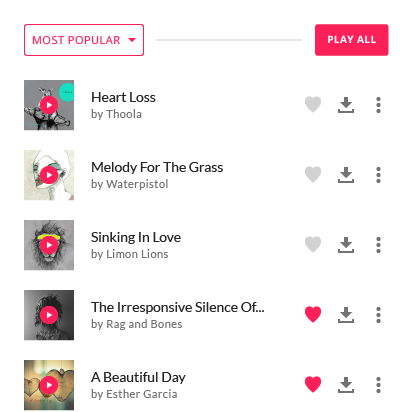 MOST POPULAR
PLAY ALL
Heart Loss
by Thoola
Melody For The Grass
by Waterpistol
Sinking In Love
by Limon Lions
The Irresponsive Silence Of...
by Rag and Bones
A Beautiful Day
by Esther Garcia